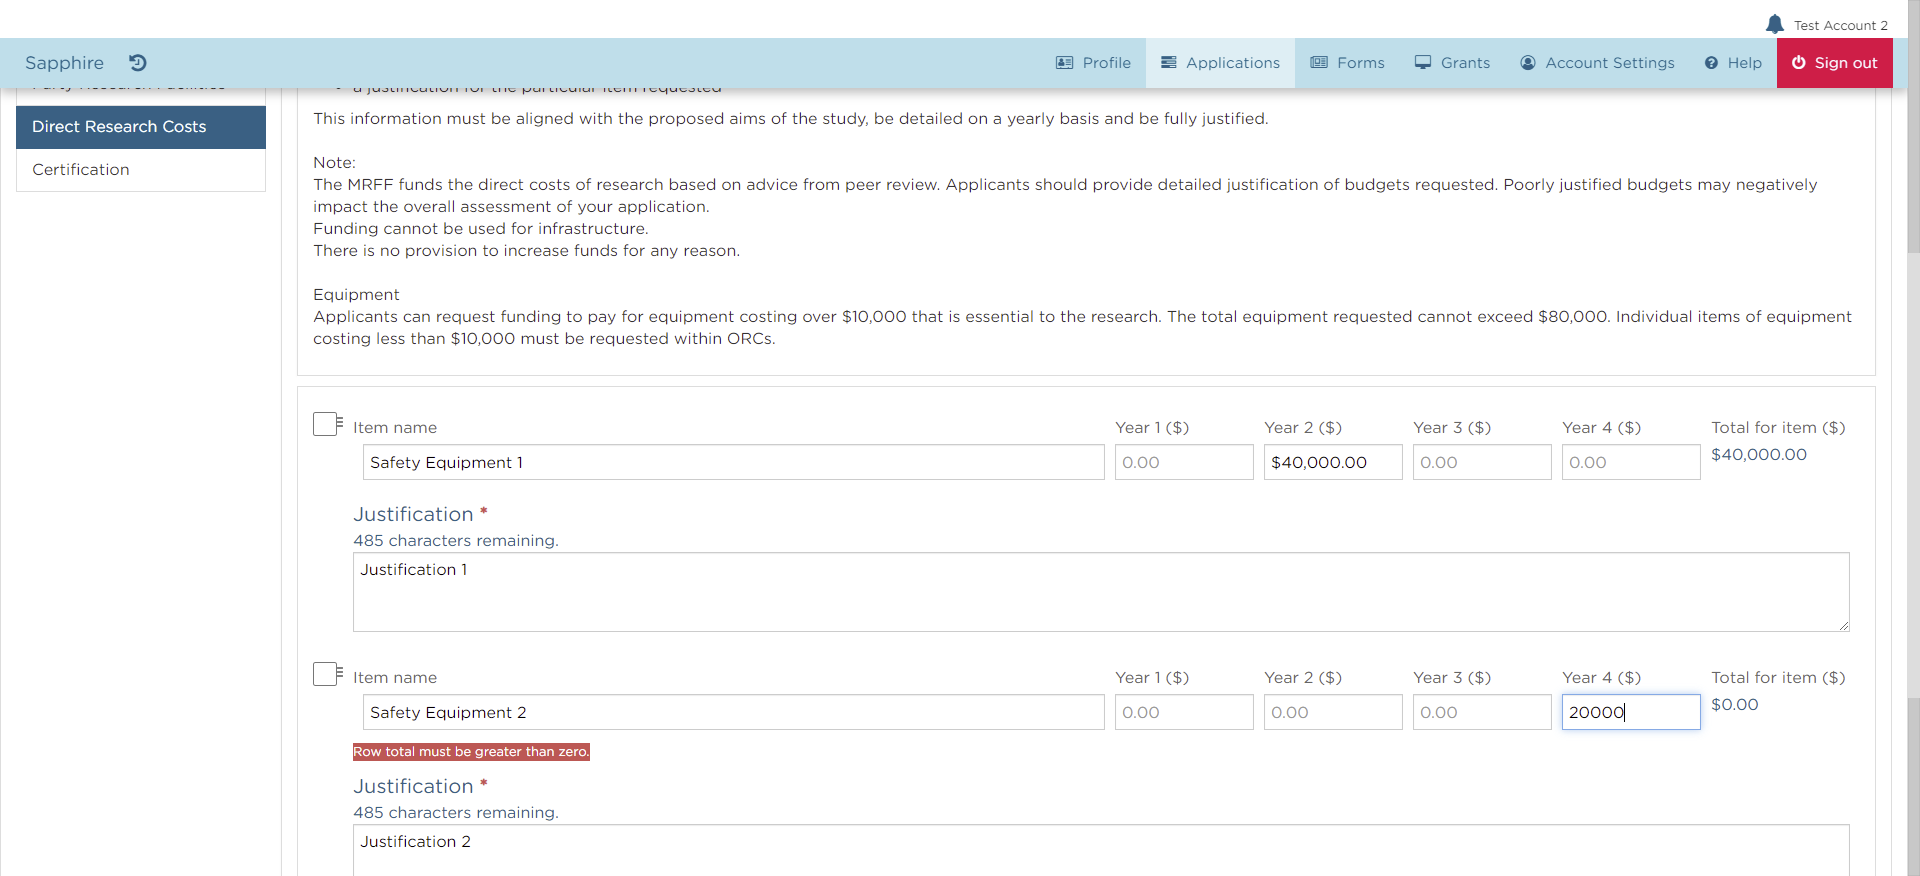 Test Account 2
Sapphire
Profile
Applications
Forms
Grants
Account Settings
Help
Sign out
Party Research Facilities
Direct Research Costs
Certification
a justification for the particular item requested
This information must be aligned with the proposed aims of the study, be detailed on a yearly basis and be fully justified.
Note:
The MRFF funds the direct costs of research based on advice from peer review. Applicants should provide detailed justification of budgets requested. Poorly justified budgets may negatively
impact the overall assessment of your application.
Funding cannot be used for infrastructure.
There is no provision to increase funds for any reason.
Equipment
Applicants can request funding to pay for equipment costing over $10,000 that is essential to the research. The total equipment requested cannot exceed $80,000. Individual items of equipment
costing less than $10,000 must be requested within ORCs.
Item name Year 1 ($) Year 2 ($) Year 3 ($) Year 4 ($) Total for item ($)
Safety Equipment 1 0.00 $40,000.00 0.00 0.00 $40,000.00
Justification *
485 characters remaining.
Justification 1
Item name Year 1 ($) Year 2 ($) Year 3 ($) Year 4 ($) Total for item ($)
Safety Equipment 2 0.00 0.00 0.00 20000 $0.00
Row total must be greater than zero.
Justification *
485 characters remaining.
Justification 2